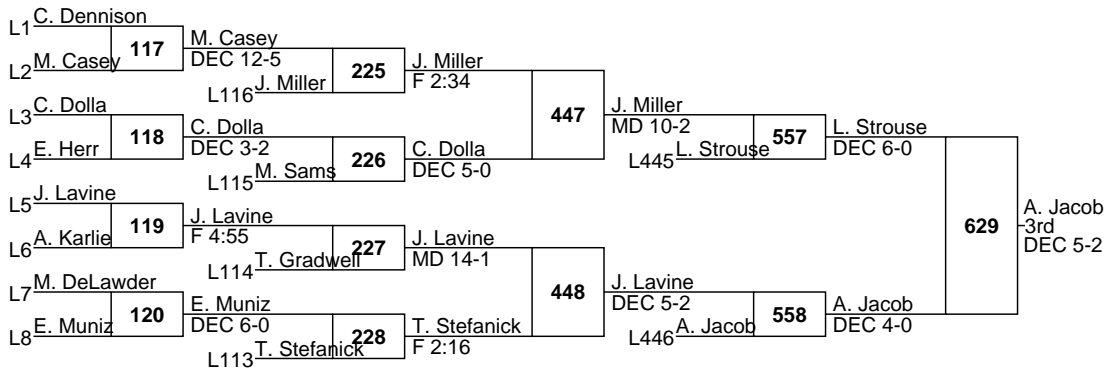 L1 C. Dennison
117
L2 M. Casey
M. Casey
DEC 12-5
L116 J. Miller
225
J. Miller
F 2:34
L3 C. Dolla
118
L4 E. Herr
C. Dolla
DEC 3-2
L115 M. Sams
226
C. Dolla
DEC 5-0
447
J. Miller
MD 10-2
L445 L. Strouse
557
L. Strouse
DEC 6-0
L5 J. Lavine
119
L6 A. Karlie
J. Lavine
F 4:55
L114 T. Gradwell
227
J. Lavine
MD 14-1
L7 M. DeLawder
120
L8 E. Muniz
E. Muniz
DEC 6-0
L113 T. Stefanick
228
T. Stefanick
F 2:16
448
J. Lavine
DEC 5-2
L446 A. Jacob
558
A. Jacob
DEC 4-0
629
A. Jacob
3rd
DEC 5-2